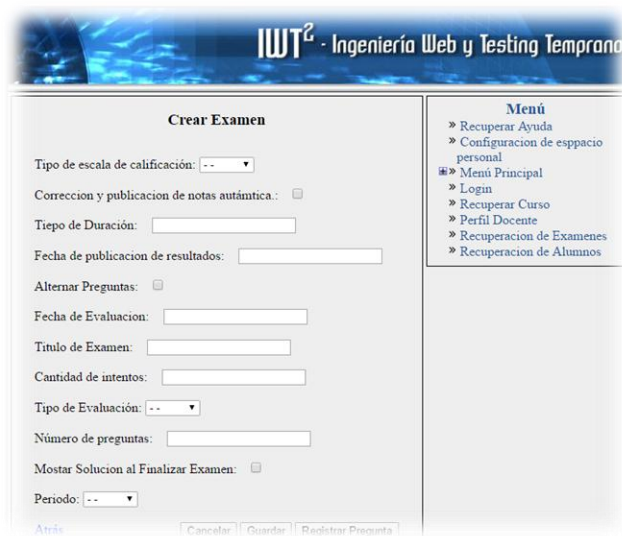 IWT² - Ingeniería Web y Testing Temprano
Crear Examen
Tipo de escala de calificación: --
Correccion y publicacion de notas autámtica.:
Tiepo de Duración:
Fecha de publicacion de resultados:
Alternar Preguntas:
Fecha de Evaluacion:
Titulo de Examen:
Cantidad de intentos:
Tipo de Evaluación: --
Número de preguntas:
Mostar Solucion al Finalizar Examen:
Periodo: --
Atrás Cancelar Guardar Registrar Pregunta
Menú
» Recuperar Ayuda
» Configuracion de esppacio
personal
» Menú Principal
» Login
» Recuperar Curso
» Perfil Docente
» Recuperacion de Examenes
» Recuperacion de Alumnos